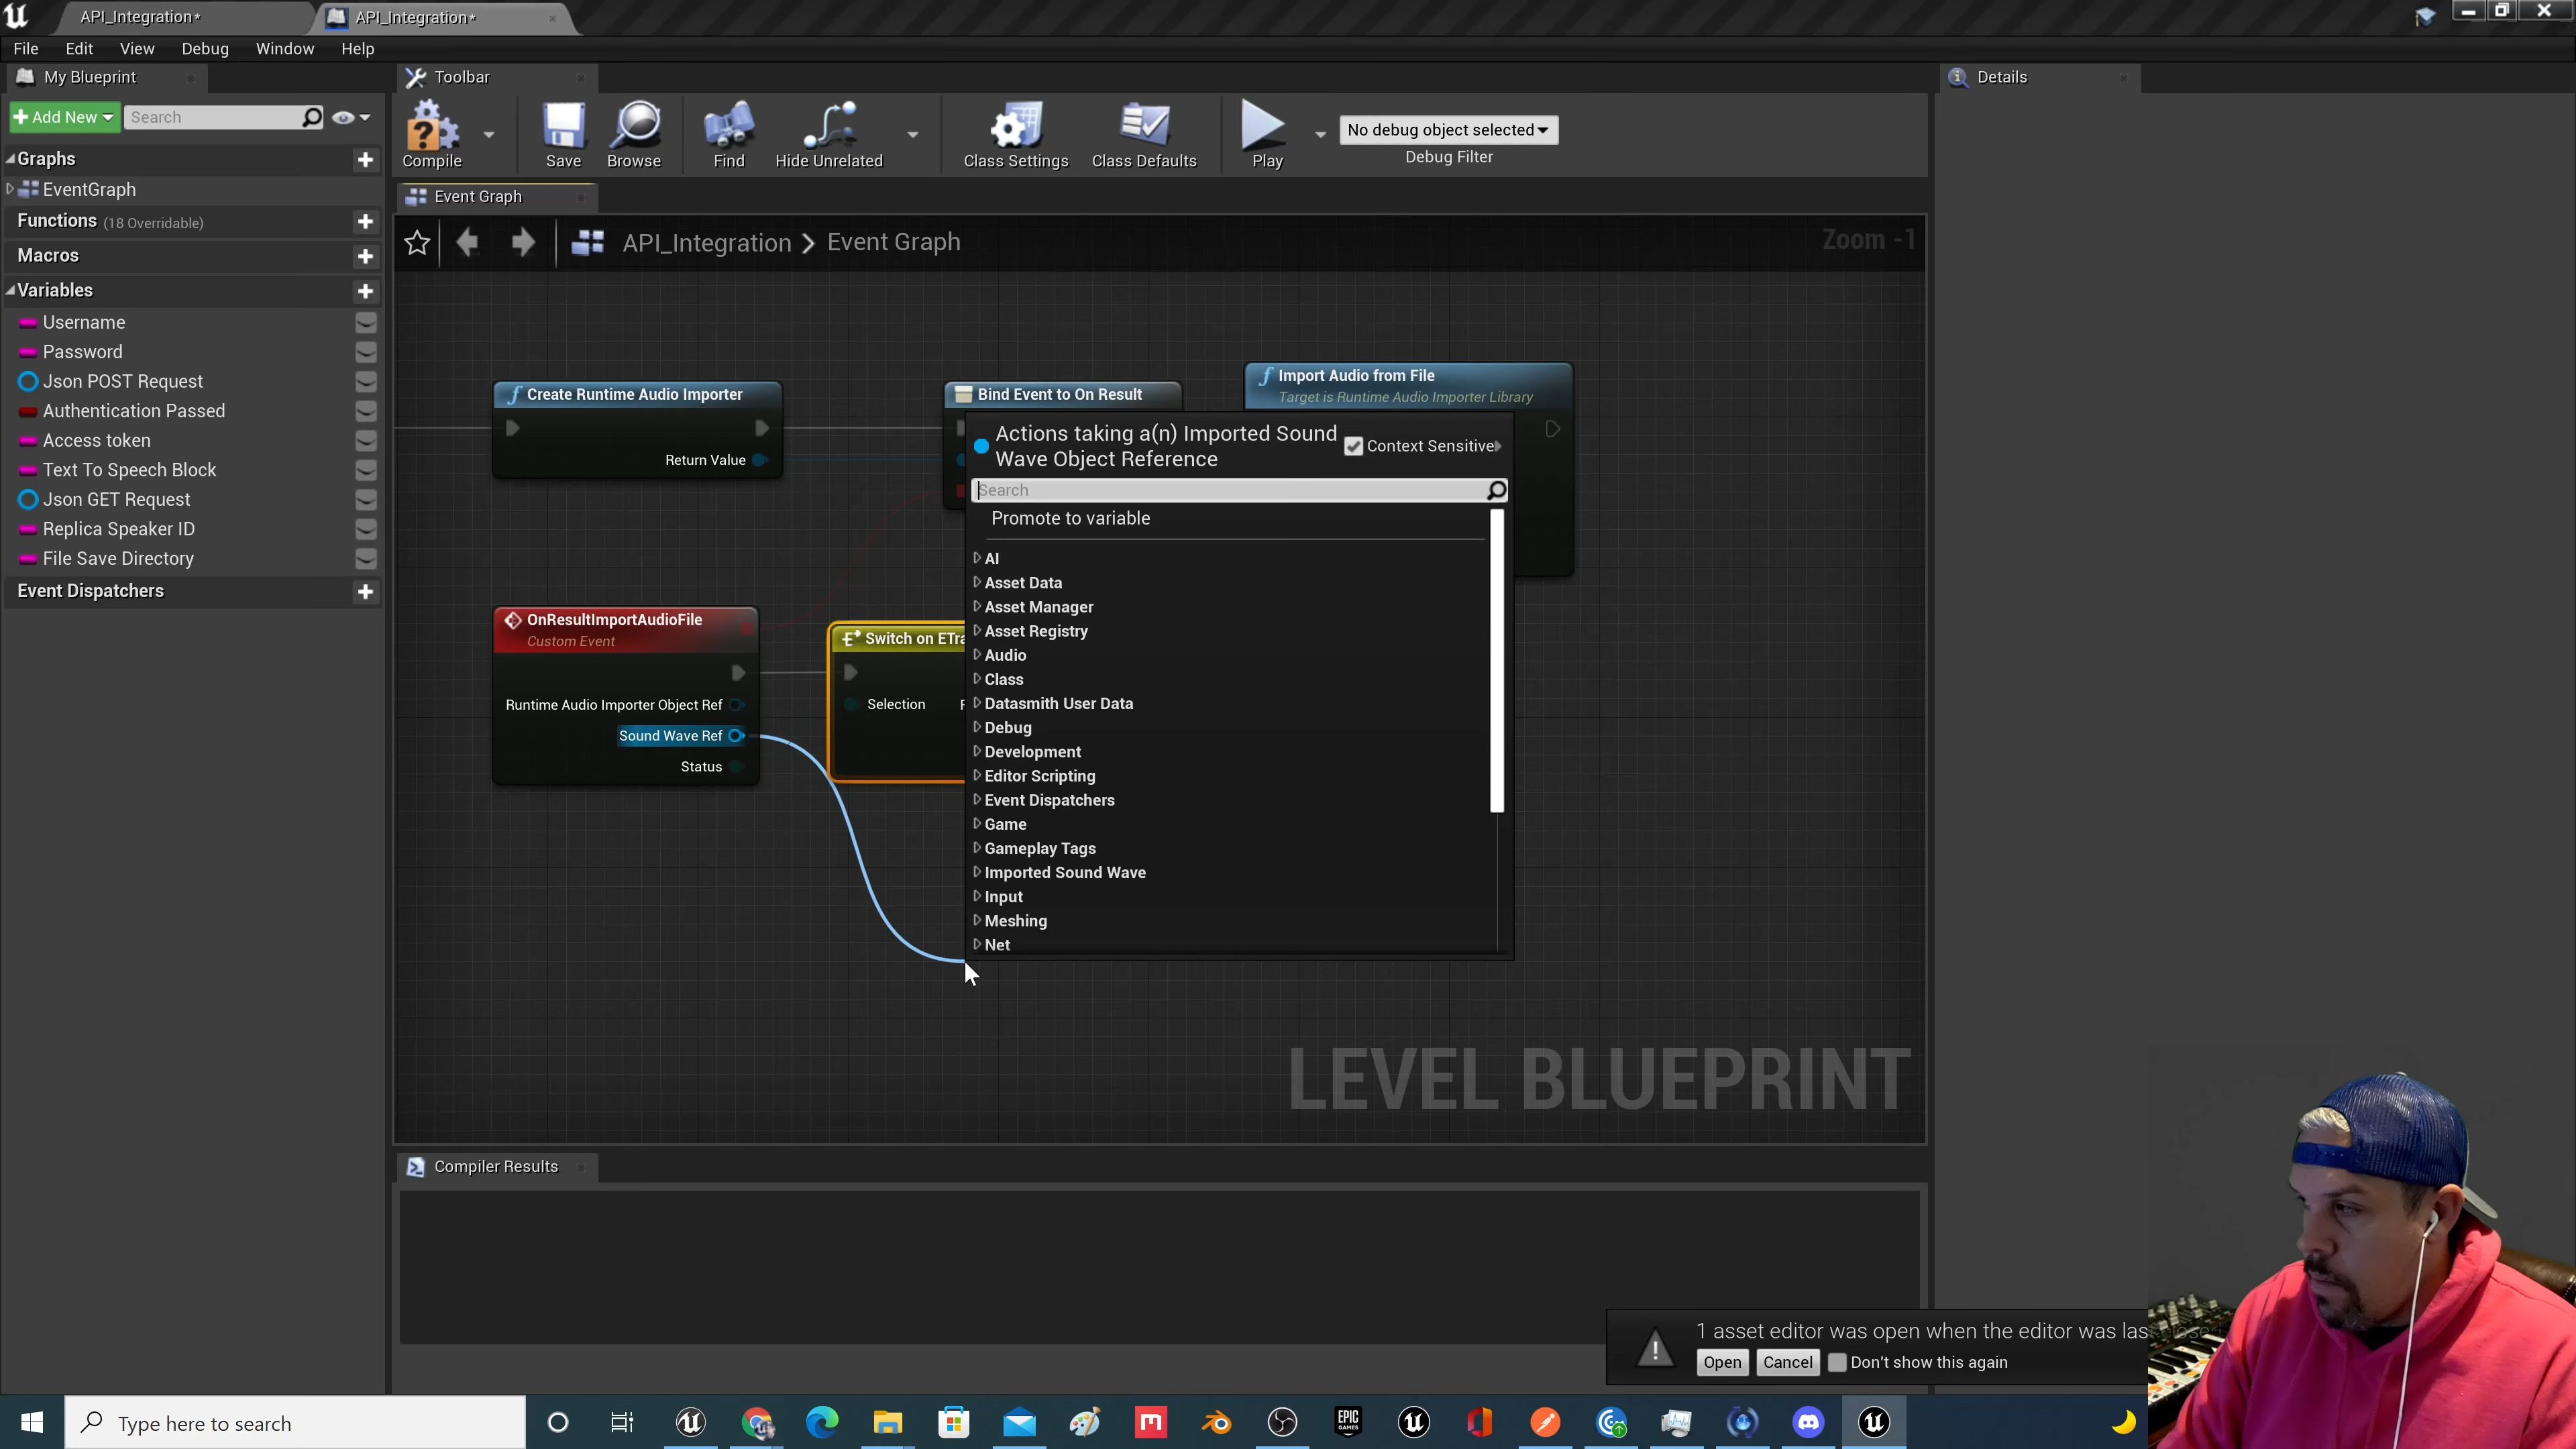 API_Integration*
API_Integration*
File Edit View Debug Window Help
My Blueprint
Toolbar
Details
Add New
Search
Compile
Save
Browse
Find
Hide Unrelated
Class Settings
Class Defaults
Play
No debug object selected
Debug Filter
Graphs
EventGraph
Functions (18 Overridable)
Macros
Variables
Username
Password
Json POST Request
Authentication Passed
Access token
Text To Speech Block
Json GET Request
Replica Speaker ID
File Save Directory
Event Dispatchers
Event Graph
API_Integration > Event Graph
Zoom -1
Create Runtime Audio Importer
Return Value
Bind Event to On Result
Import Audio from File
Target is Runtime Audio Importer Library
OnResultImportAudioFile
Custom Event
Runtime Audio Importer Object Ref
Sound Wave Ref
Status
Switch on ETra
Selection
Actions taking a(n) Imported Sound
Wave Object Reference
Context Sensitive
Search
Promote to variable
AI
Asset Data
Asset Manager
Asset Registry
Audio
Class
Datasmith User Data
Debug
Development
Editor Scripting
Event Dispatchers
Game
Gameplay Tags
Imported Sound Wave
Input
Meshing
Net
LEVEL BLUEPRINT
Compiler Results
1 asset editor was open when the editor was las
Open
Cancel
Don't show this again
Type here to search
EPIC
GAMES